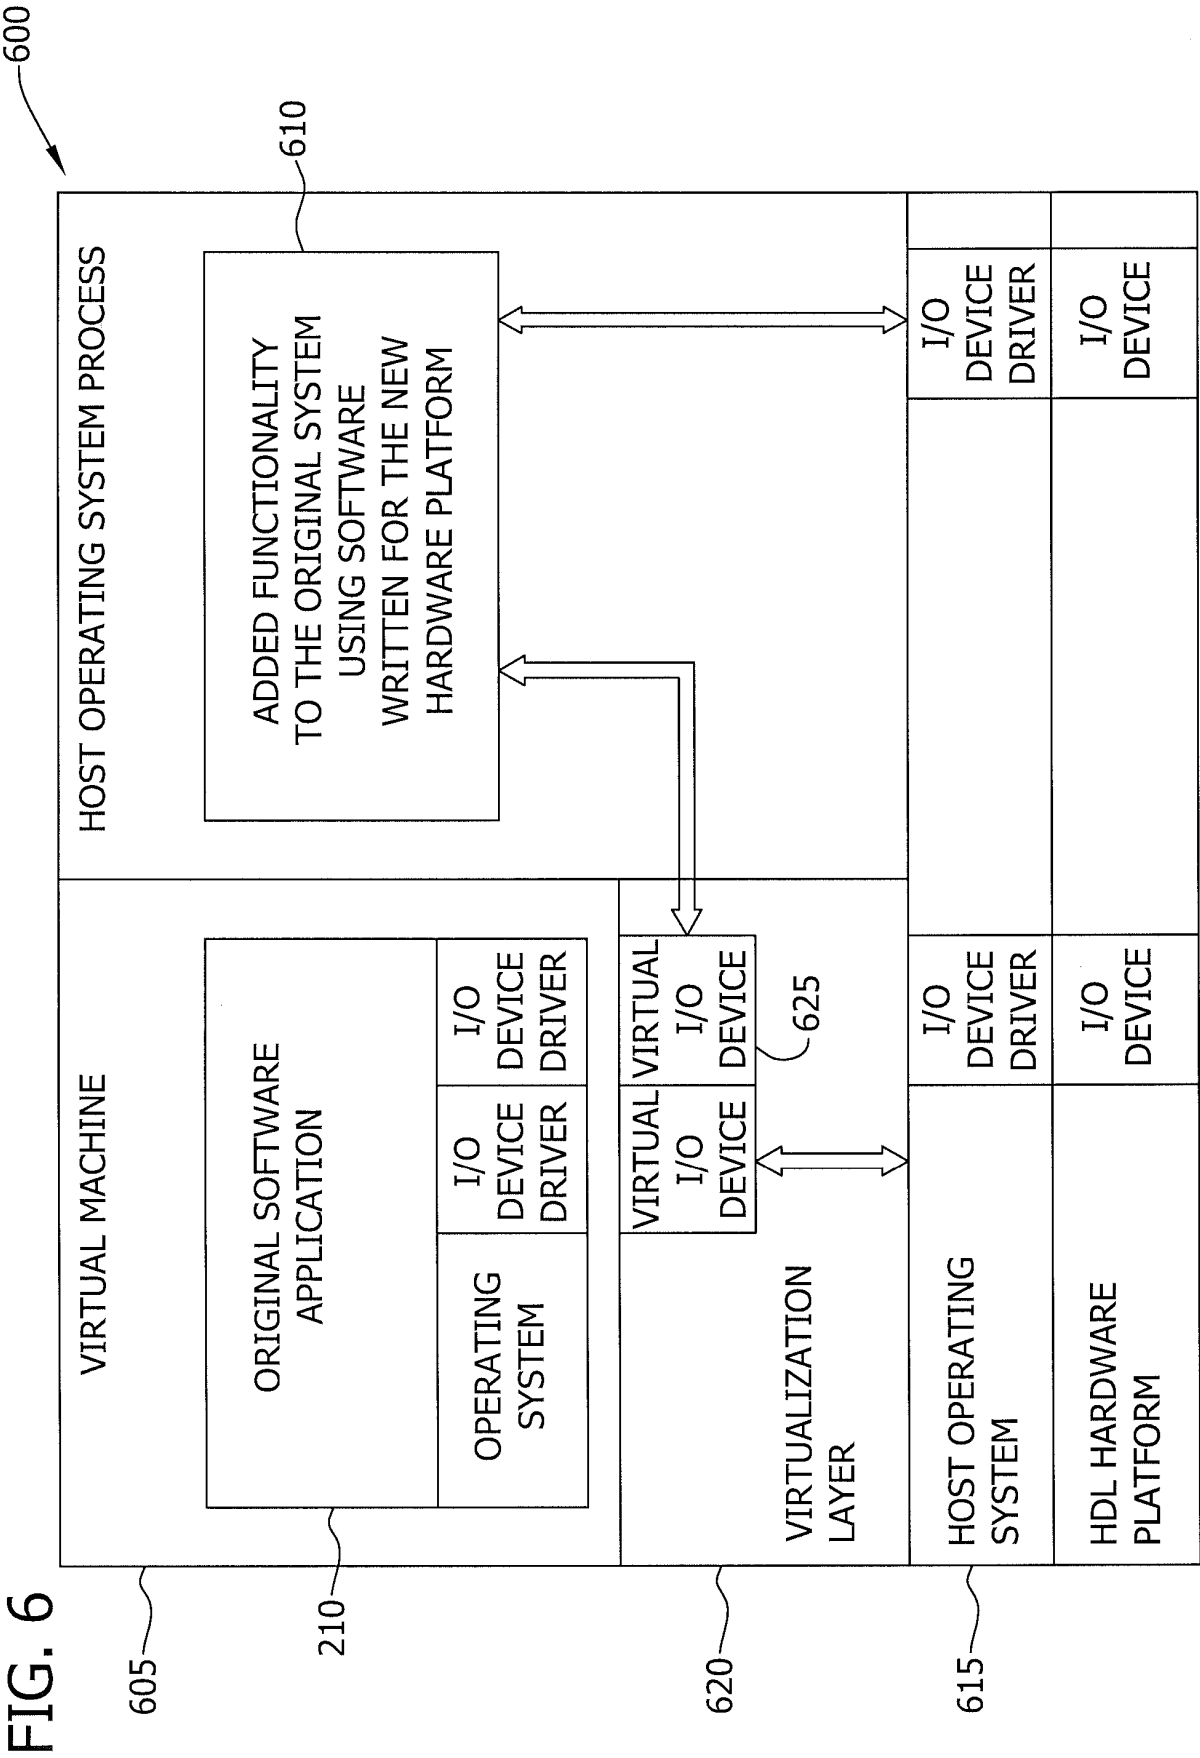 FIG. 6
600
VIRTUAL MACHINE
HOST OPERATING SYSTEM PROCESS
605
ORIGINAL SOFTWARE
APPLICATION
210
OPERATING
SYSTEM
I/O
DEVICE
DRIVER
I/O
DEVICE
DRIVER
610
ADDED FUNCTIONALITY
TO THE ORIGINAL SYSTEM
USING SOFTWARE
WRITTEN FOR THE NEW
HARDWARE PLATFORM
VIRTUAL
I/O
DEVICE
VIRTUAL
I/O
DEVICE
625
VIRTUALIZATION
LAYER
620
HOST OPERATING
SYSTEM
615
I/O
DEVICE
DRIVER
I/O
DEVICE
DRIVER
HDL HARDWARE
PLATFORM
I/O
DEVICE
I/O
DEVICE